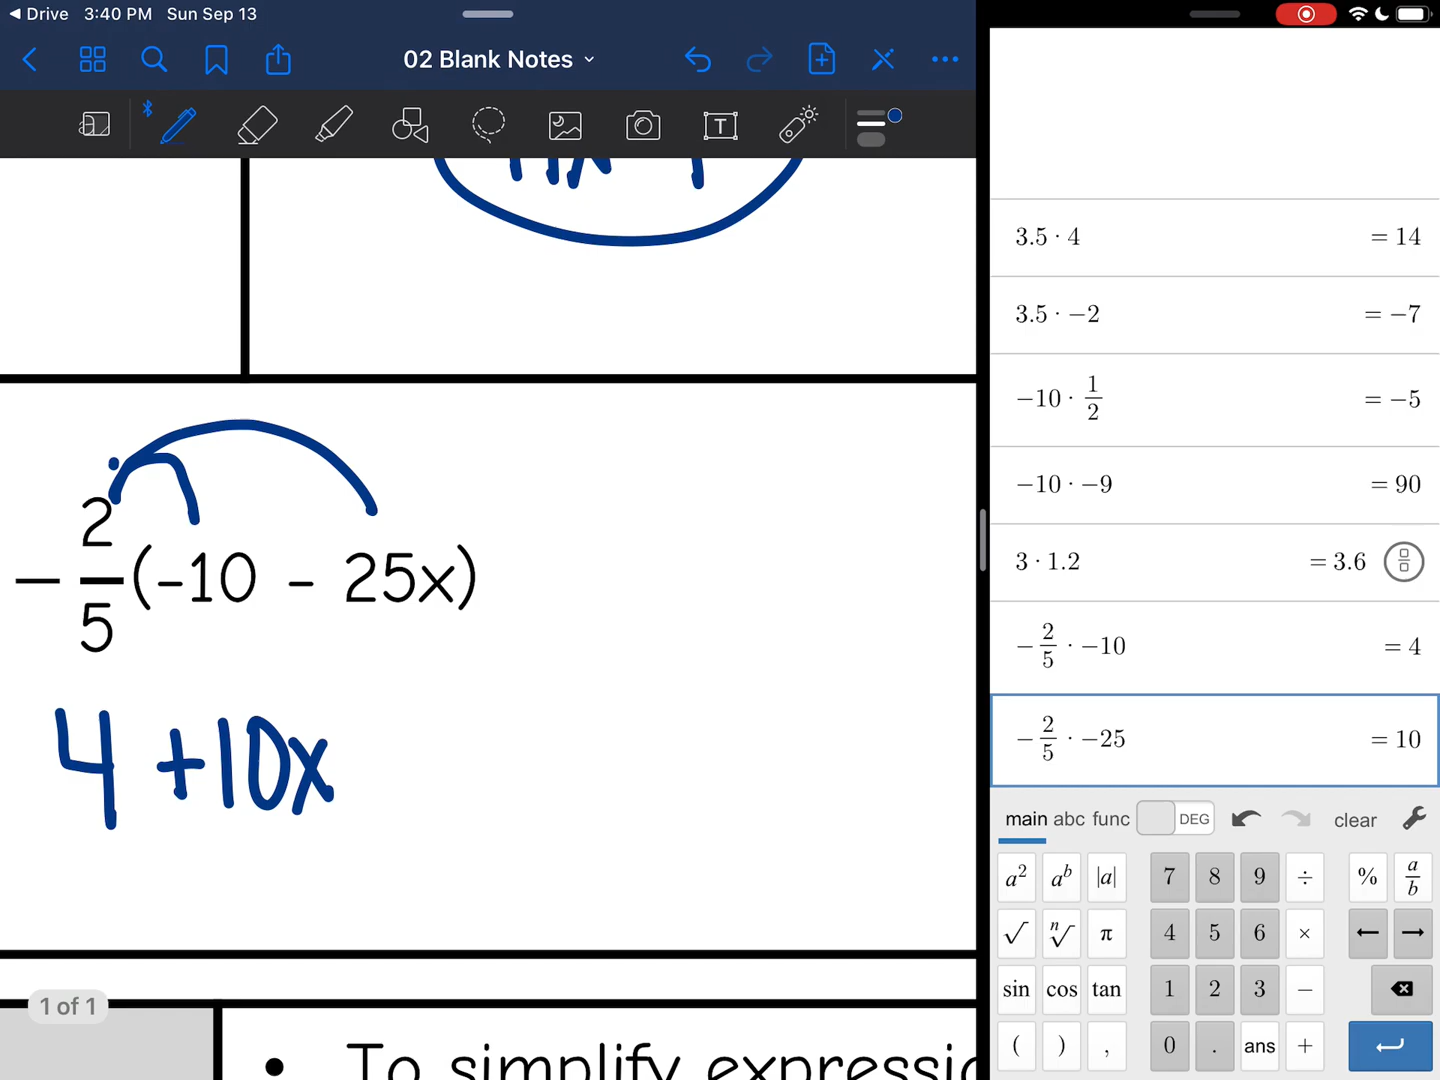 Drive 3:40 PM Sun Sep 13
02 Blank Notes
T
-2/5(-10 - 25x)
4 +10x
1 of 1
• To simplify expressio
3.5 · 4 = 14
3.5 · −2 = −7
−10 · 1/2 = −5
−10 · −9 = 90
3 · 1.2 = 3.6
−2/5 · −10 = 4
−2/5 · −25 = 10
main abc func DEG clear
a² aᵇ |a| 7 8 9 ÷ % a/b
√ ⁿ√ π 4 5 6 × ← →
sin cos tan 1 2 3 −
( ) , 0 . ans +